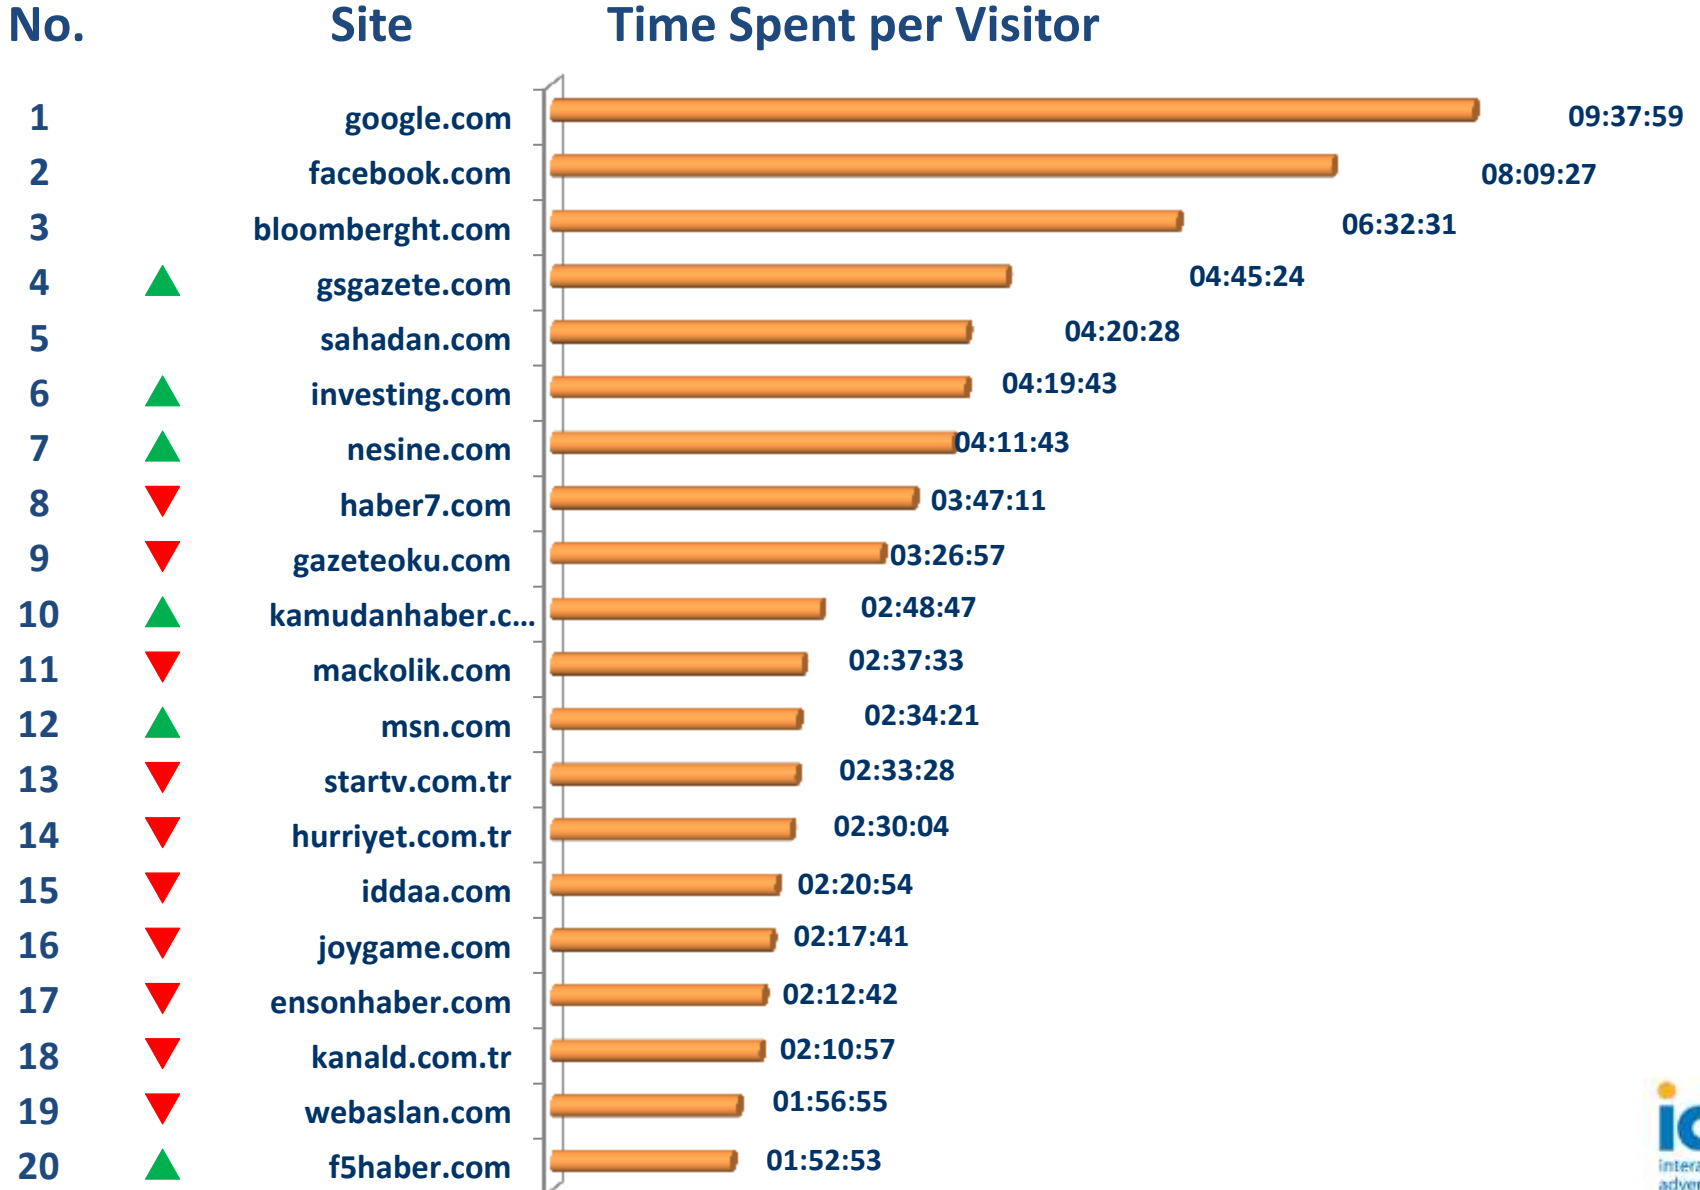 No. Site Time Spent per Visitor
1 google.com 09:37:59
2 facebook.com 08:09:27
3 bloomberght.com 06:32:31
4 gsgazete.com 04:45:24
5 sahadan.com 04:20:28
6 investing.com 04:19:43
7 nesine.com 04:11:43
8 haber7.com 03:47:11
9 gazeteoku.com 03:26:57
10 kamudanhaber.c... 02:48:47
11 mackolik.com 02:37:33
12 msn.com 02:34:21
13 startv.com.tr 02:33:28
14 hurriyet.com.tr 02:30:04
15 iddaa.com 02:20:54
16 joygame.com 02:17:41
17 ensonhaber.com 02:12:42
18 kanald.com.tr 02:10:57
19 webaslan.com 01:56:55
20 f5haber.com 01:52:53